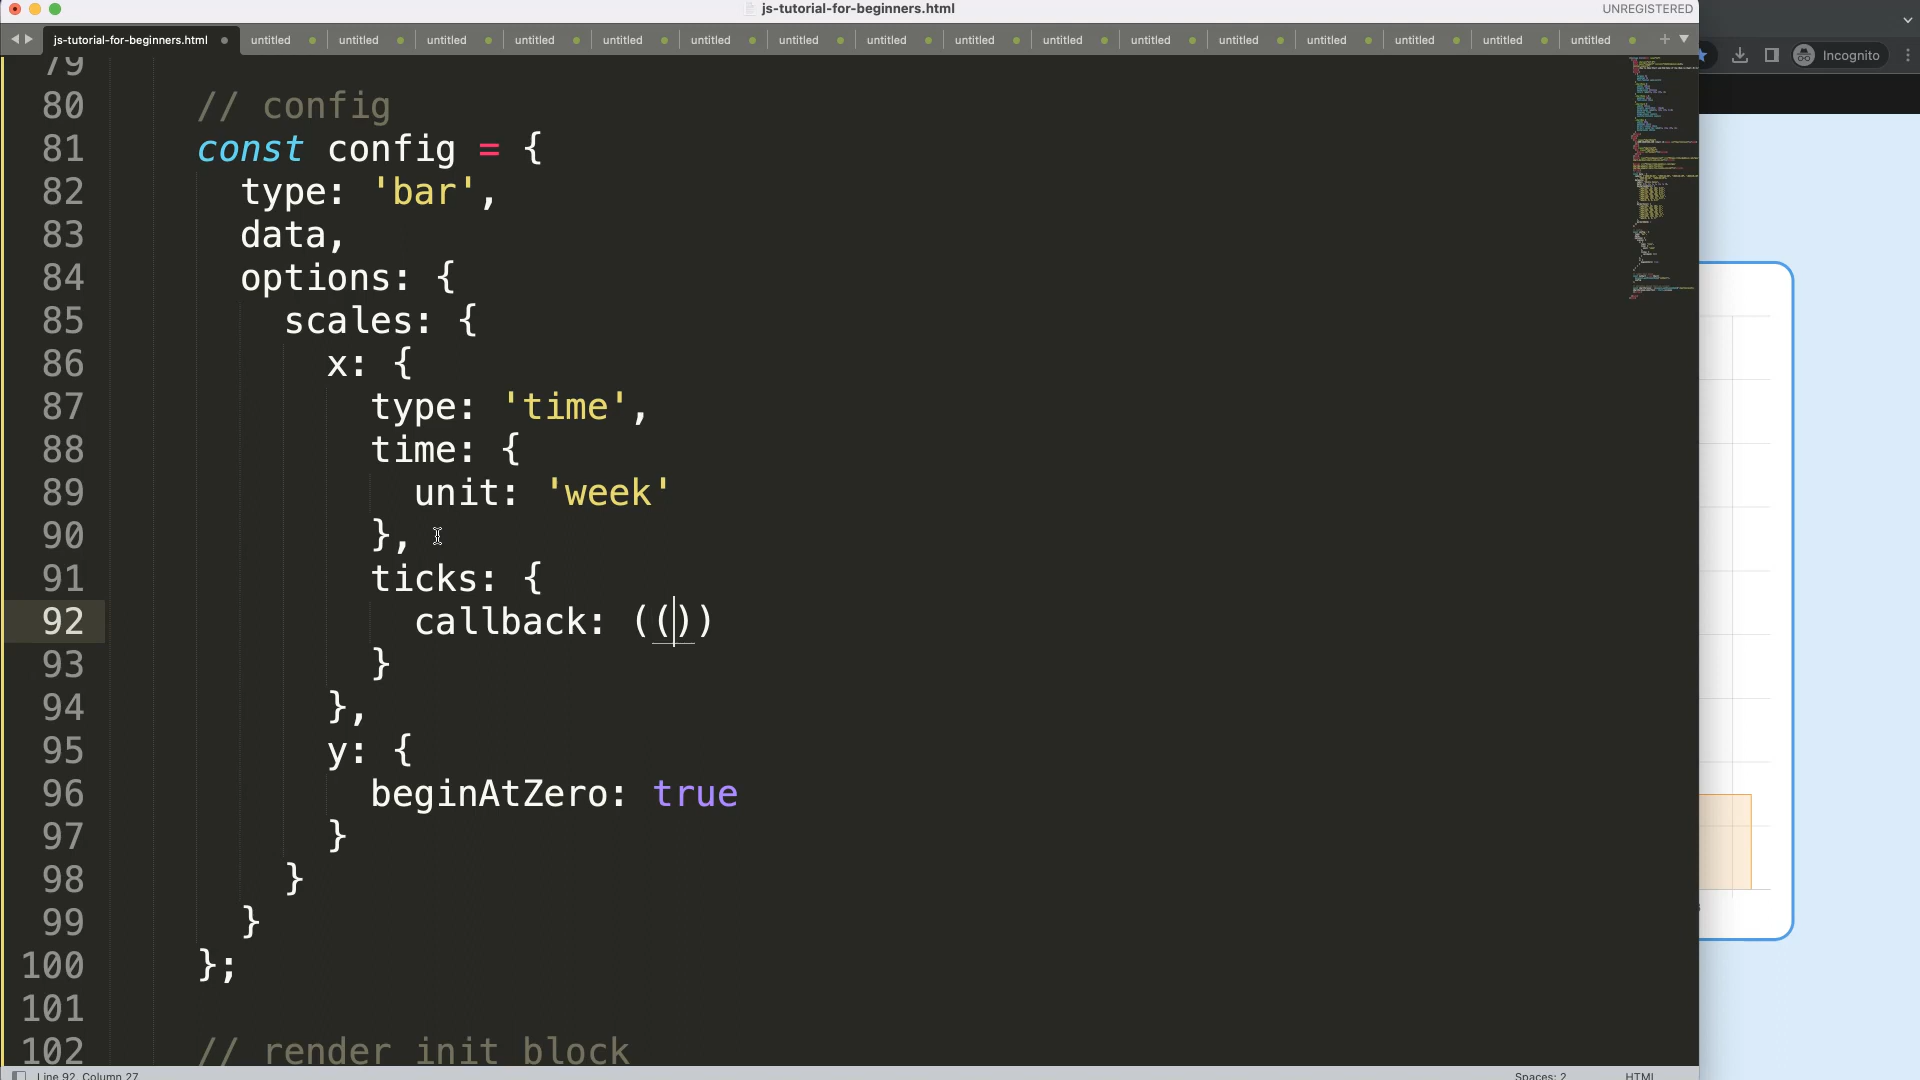 js-tutorial-for-beginners.html
UNREGISTERED
js-tutorial-for-beginners.html untitled untitled untitled untitled untitled untitled untitled untitled untitled untitled untitled untitled untitled untitled untitled untitled
Incognito
79
80 // config
81 const config = {
82 type: 'bar',
83 data,
84 options: {
85 scales: {
86 x: {
87 type: 'time',
88 time: {
89 unit: 'week'
90 },
91 ticks: {
92 callback: (())
93 }
94 },
95 y: {
96 beginAtZero: true
97 }
98 }
99 }
100 };
101
102 // render init block
Line 92, Column 27
Spaces: 2
HTML